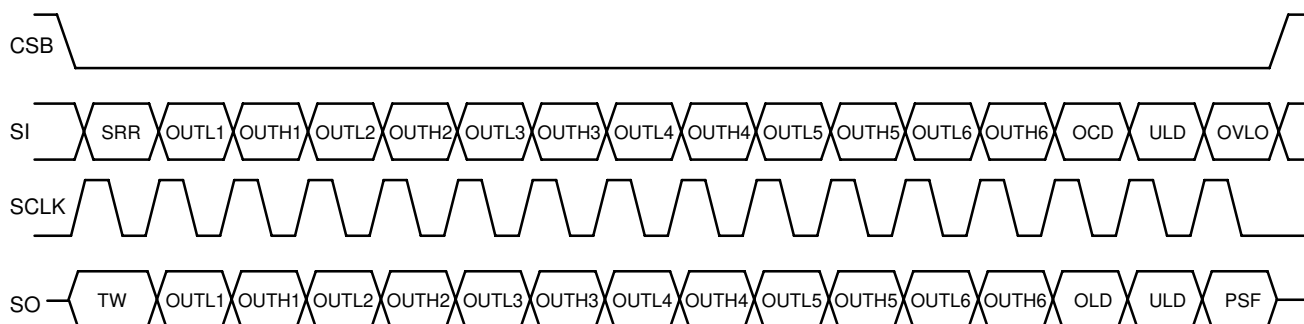 CSB
SI SRR OUTL1 OUTH1 OUTL2 OUTH2 OUTL3 OUTH3 OUTL4 OUTH4 OUTL5 OUTH5 OUTL6 OUTH6 OCD ULD OVLO
SCLK
SO TW OUTL1 OUTH1 OUTL2 OUTH2 OUTL3 OUTH3 OUTL4 OUTH4 OUTL5 OUTH5 OUTL6 OUTH6 OLD ULD PSF